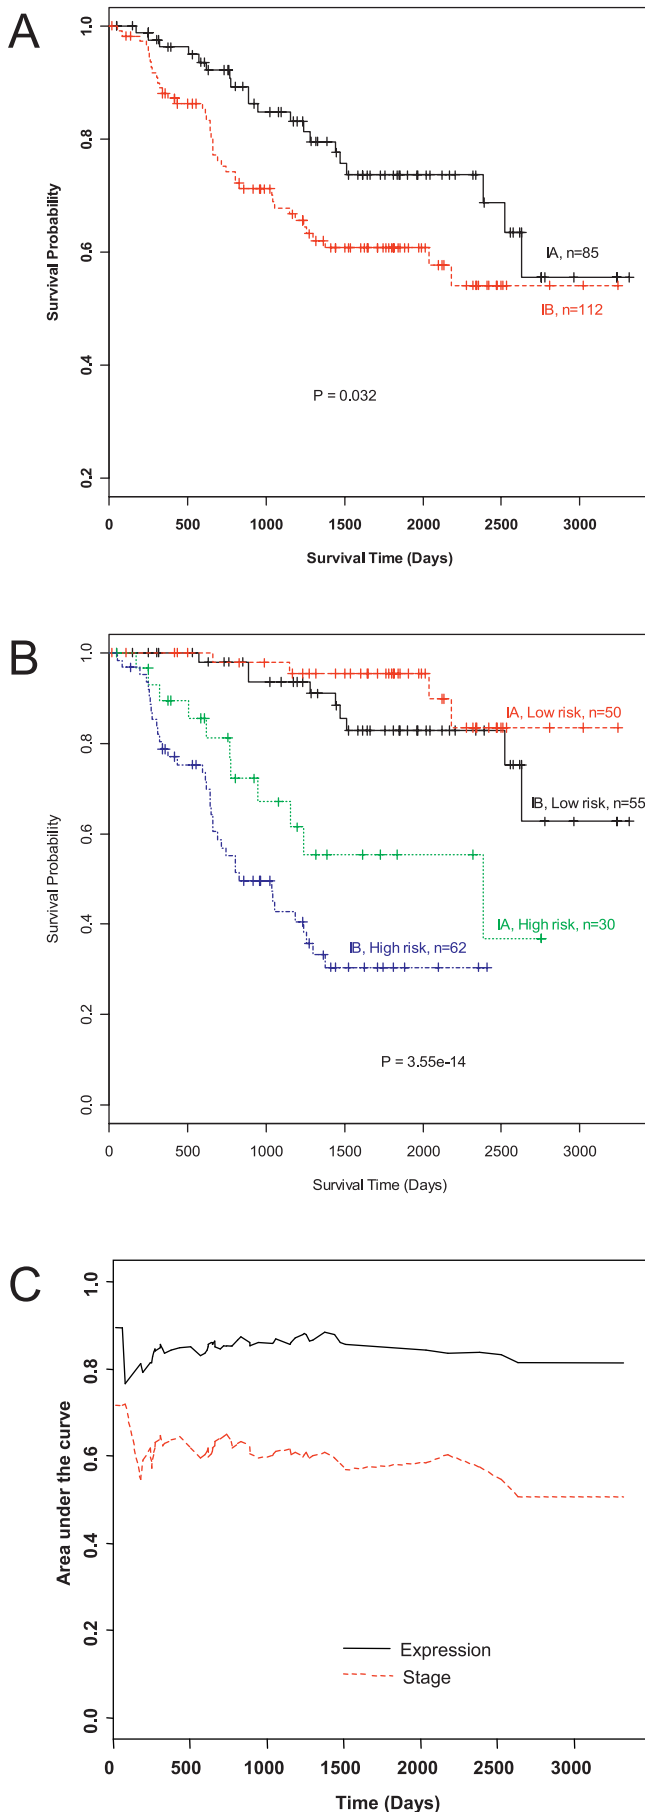 A
1.0
0.8
0.6
0.4
0.2
Survival Probability
IA, n=85
IB, n=112
P = 0.032
0 500 1000 1500 2000 2500 3000
Survival Time (Days)
B
1.0
0.8
0.6
0.4
0.2
0.0
Survival Probability
IA, Low risk, n=50
IB, Low risk, n=55
IA, High risk, n=30
IB, High risk, n=62
P = 3.55e-14
0 500 1000 1500 2000 2500 3000
Survival Time (Days)
C
1.0
0.8
0.6
0.4
0.2
0.0
Area under the curve
Expression
Stage
0 500 1000 1500 2000 2500 3000
Time (Days)